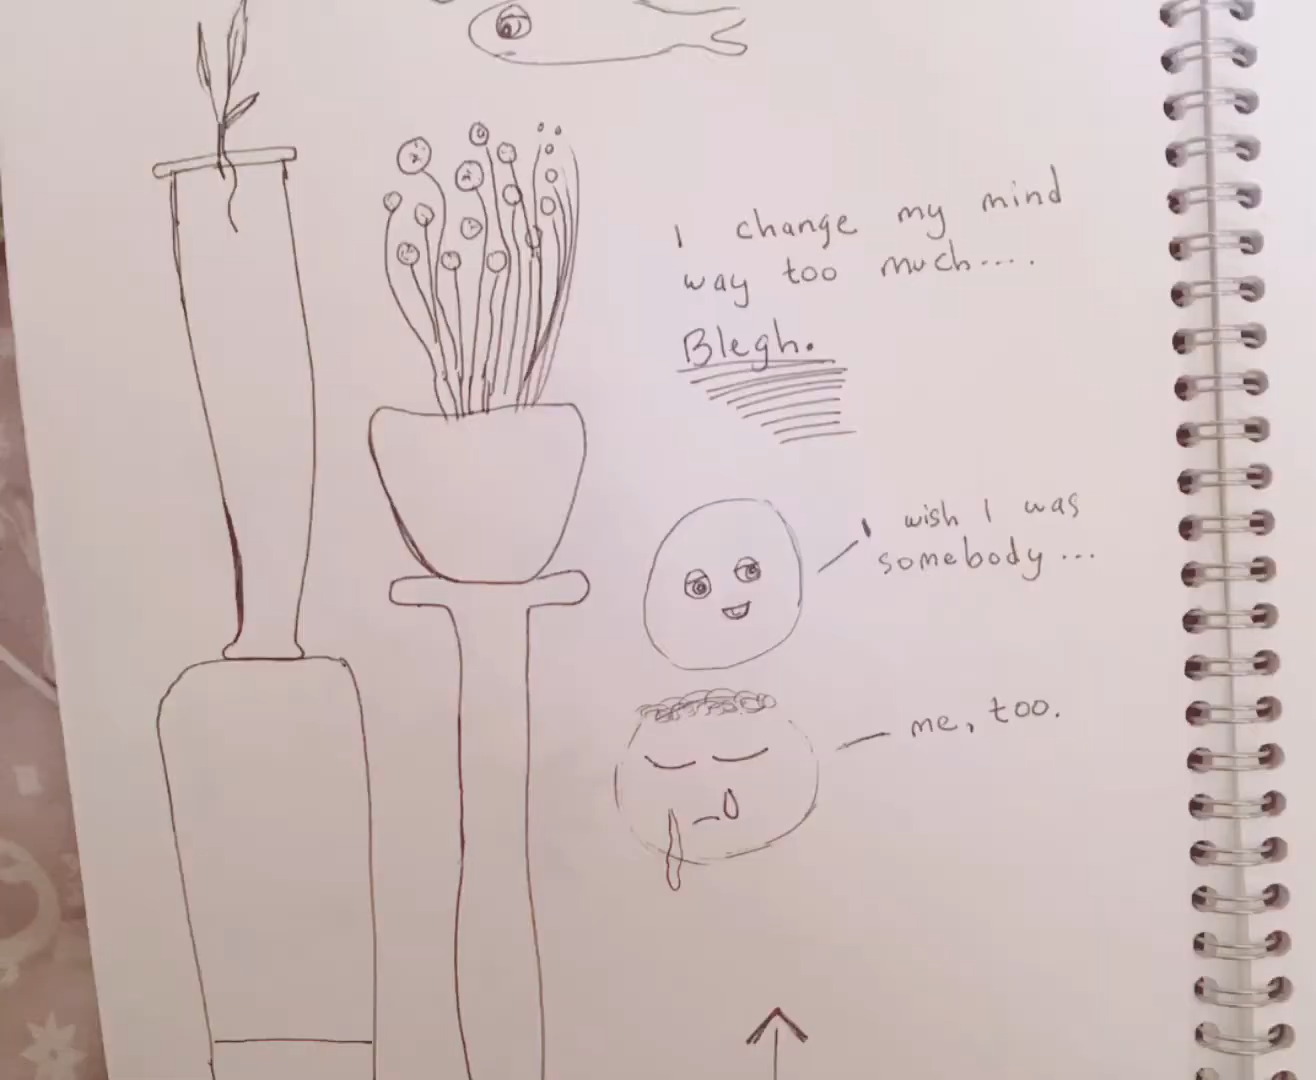 I change my mind
way too much....
Blegh.
I wish I was
somebody...
me, too.